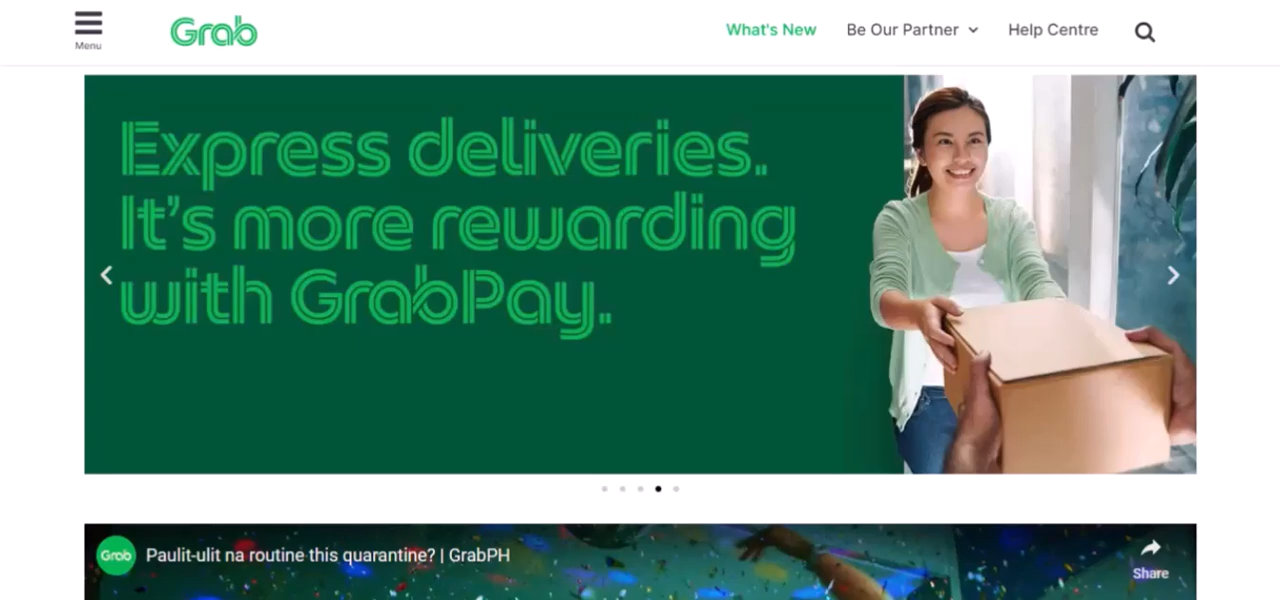 Menu
Grab
What's New
Be Our Partner
Help Centre
Express deliveries.
It's more rewarding
with GrabPay.
Grab
Paulit-ulit na routine this quarantine? | GrabPH
Share